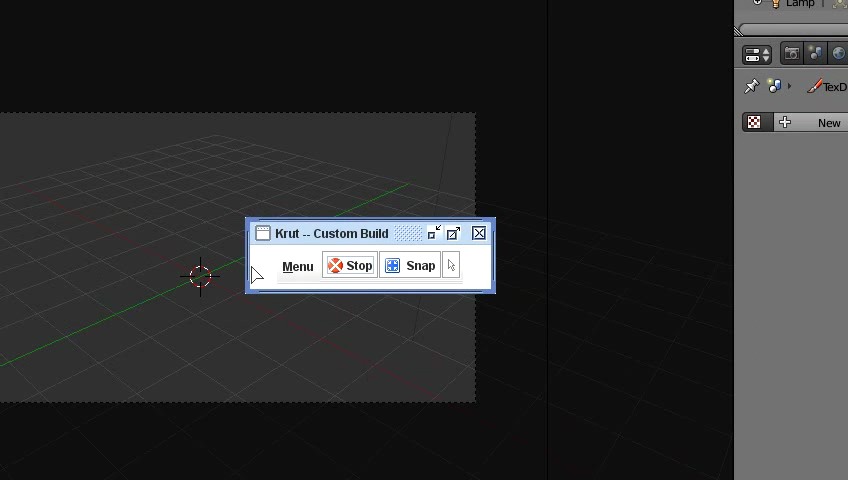 Lamp
TexD
New
Krut -- Custom Build
Menu
Stop
Snap